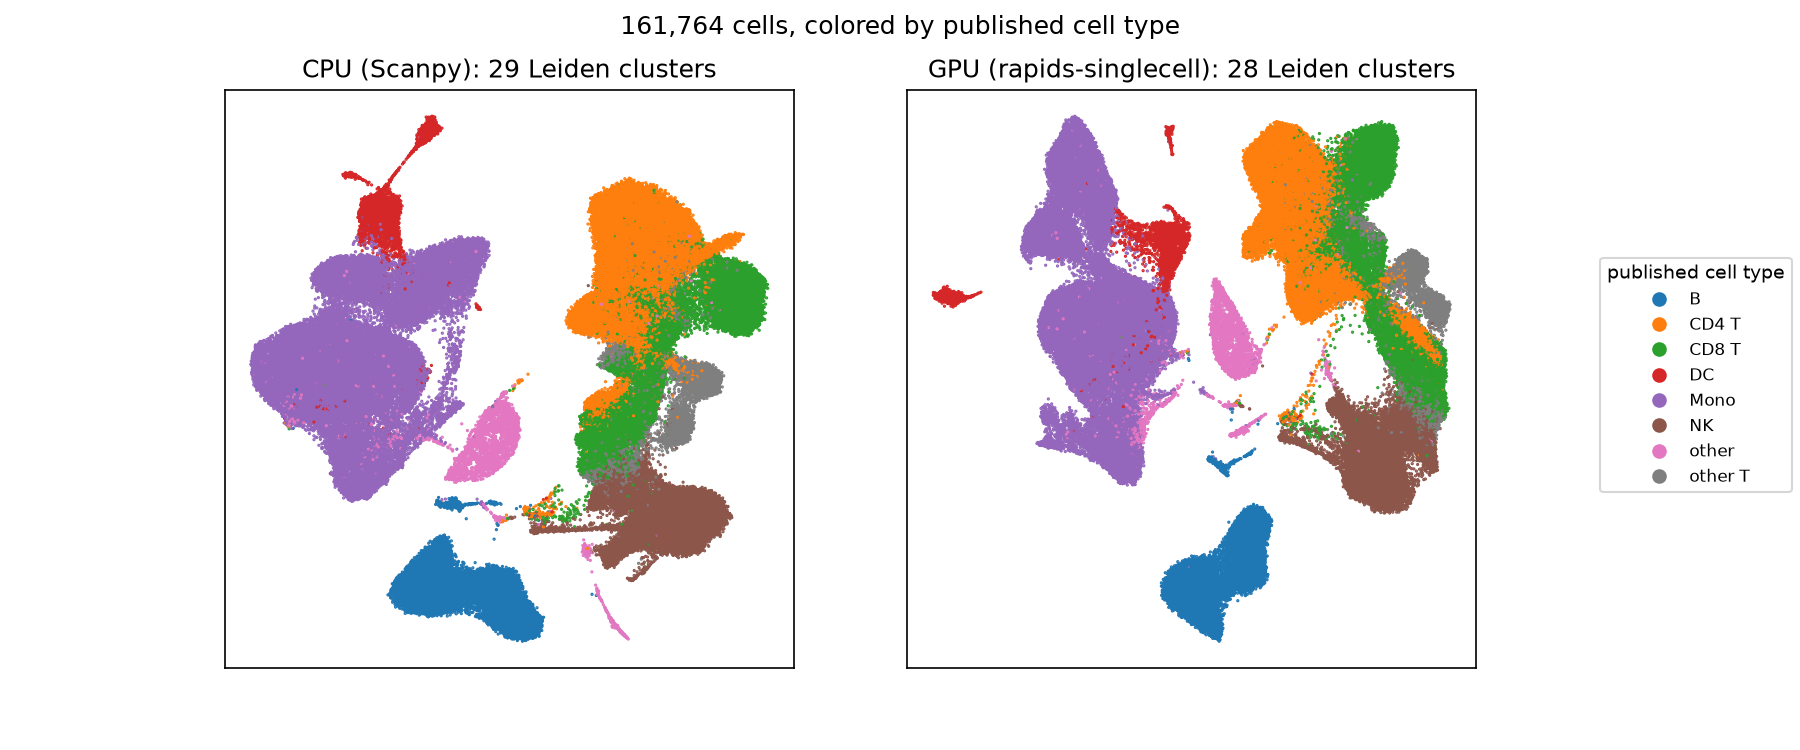 161,764 cells, colored by published cell type
CPU (Scanpy): 29 Leiden clusters
GPU (rapids-singlecell): 28 Leiden clusters
published cell type
B
CD4 T
CD8 T
DC
Mono
NK
other
other T